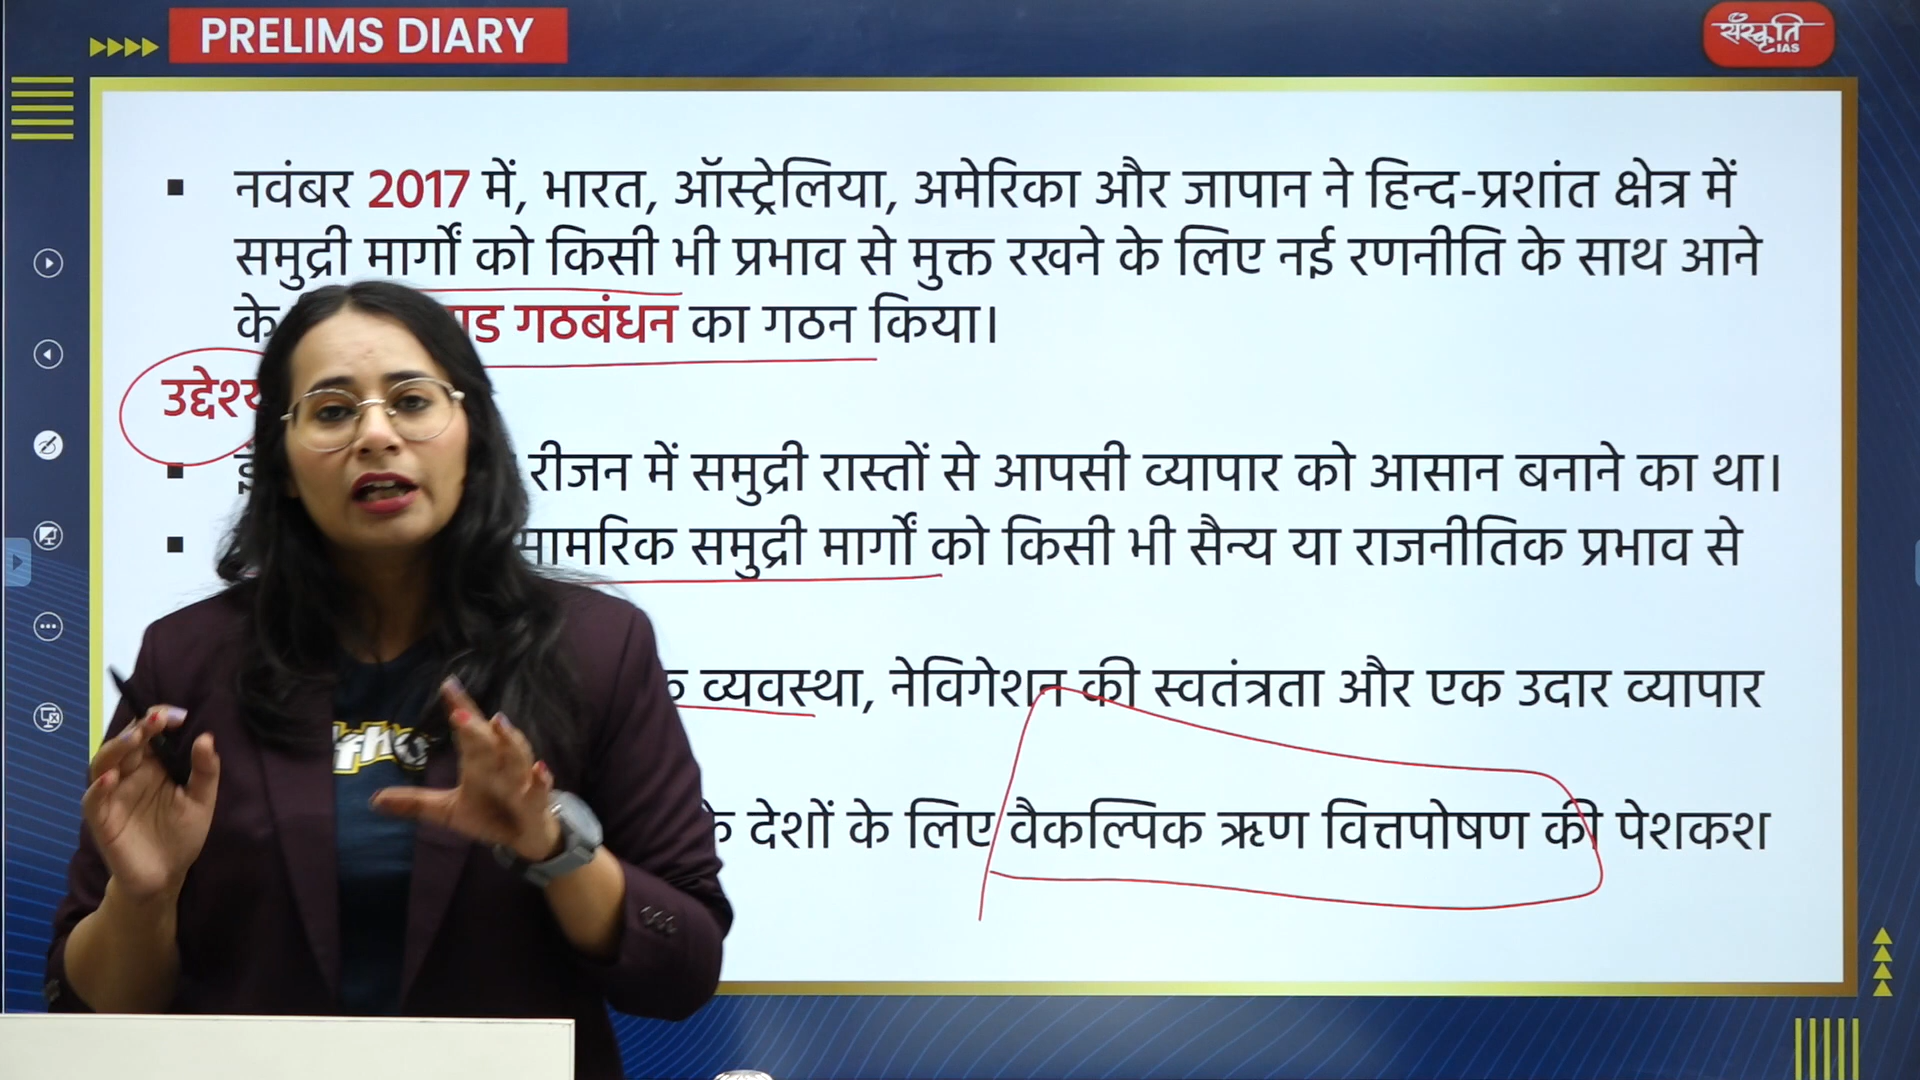 PRELIMS DIARY
संस्कृति
IAS
▪ नवंबर 2017 में, भारत, ऑस्ट्रेलिया, अमेरिका और जापान ने हिन्द-प्रशांत क्षेत्र में
समुद्री मार्गों को किसी भी प्रभाव से मुक्त रखने के लिए नई रणनीति के साथ आने
के गठबंधन का गठन किया।
उद्देश्य
▪ रीजन में समुद्री रास्तों से आपसी व्यापार को आसान बनाने का था।
▪ सामरिक समुद्री मार्गों को किसी भी सैन्य या राजनीतिक प्रभाव से
व्यवस्था, नेविगेशन की स्वतंत्रता और एक उदार व्यापार
के देशों के लिए वैकल्पिक ऋण वित्तपोषण की पेशकश